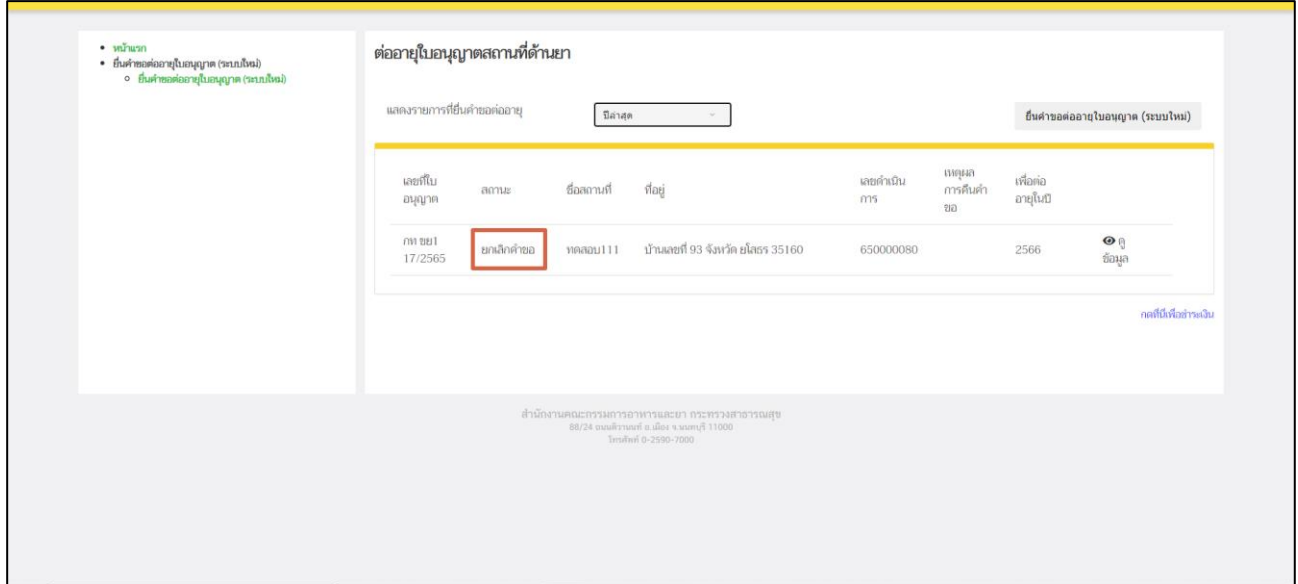 หน้าแรก
ยื่นคำขอต่ออายุใบอนุญาต (ระบบใหม่)
ยื่นคำขอต่ออายุใบอนุญาต (ระบบใหม่)
ต่ออายุใบอนุญาตสถานที่ด้านยา
แสดงรายการที่ยื่นคำขอต่ออายุ
ปีล่าสุด
ยื่นคำขอต่ออายุใบอนุญาต (ระบบใหม่)
เลขที่ใบ
อนุญาต
สถานะ
ชื่อสถานที่
ที่อยู่
เลขดำเนิน
การ
เหตุผล
การคืนคำ
ขอ
เพื่อต่อ
อายุในปี
กท ขย1
17/2565
ยกเลิกคำขอ
ทดสอบ111
บ้านเลขที่ 93 จังหวัด ยโสธร 35160
650000080
2566
ดู
ข้อมูล
กดที่นี่เพื่อชำระเงิน
สำนักงานคณะกรรมการอาหารและยา กระทรวงสาธารณสุข
88/24 ถนนติวานนท์ อ.เมือง จ.นนทบุรี 11000
โทรศัพท์ 0-2590-7000